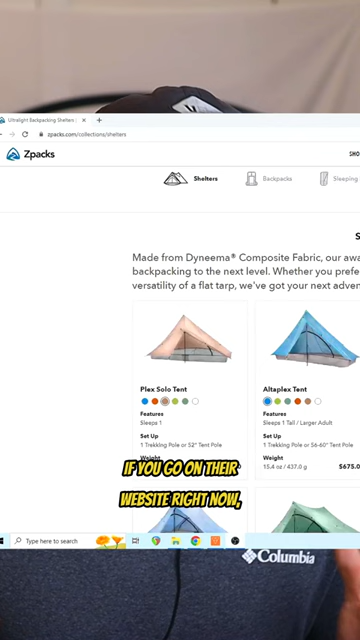 Ultralight Backpacking Shelters |
zpacks.com/collections/shelters
Zpacks
SHO
Shelters
Backpacks
Sleeping
S
Made from Dyneema® Composite Fabric, our awa
backpacking to the next level. Whether you prefe
versatility of a flat tarp, we've got your next adven
Plex Solo Tent
Altaplex Tent
Features
Features
Sleeps 1
Sleeps 1 Tall / Larger Adult
Set Up
Set Up
1 Trekking Pole or 52" Tent Pole
1 Trekking Pole or 56-60" Tent Pole
Weight
Weight
15.4 oz / 437.0 g
$675.0
IF YOU GO ON THEIR
WEBSITE RIGHT NOW,
Type here to search
Columbia